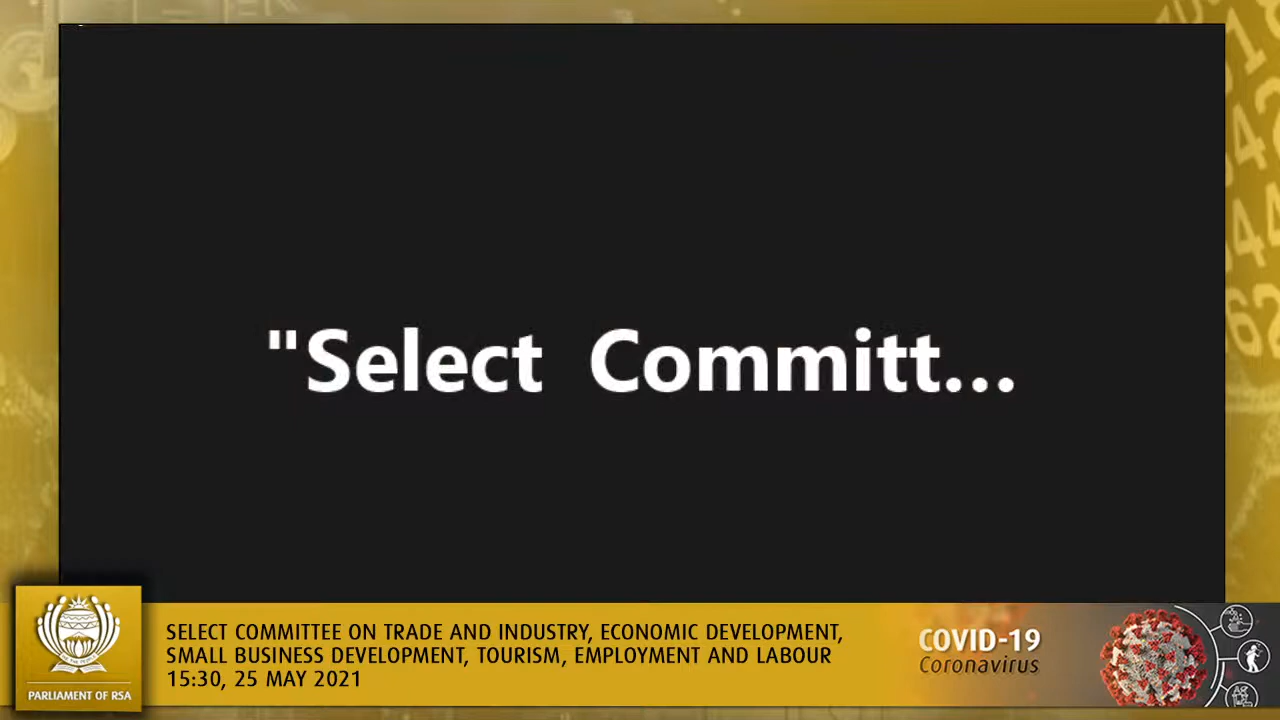 "Select Committ...
SELECT COMMITTEE ON TRADE AND INDUSTRY, ECONOMIC DEVELOPMENT,
SMALL BUSINESS DEVELOPMENT, TOURISM, EMPLOYMENT AND LABOUR
15:30, 25 MAY 2021
PARLIAMENT OF RSA
COVID-19
Coronavirus